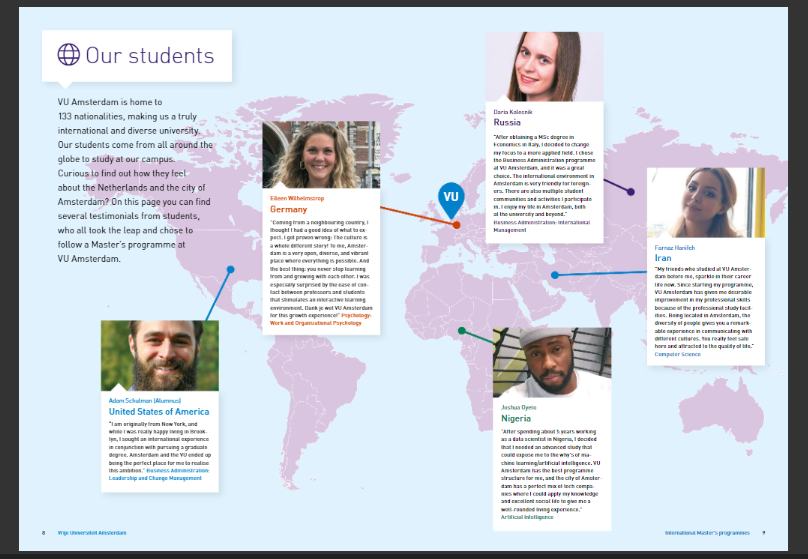 Our students
VU Amsterdam is home to
133 nationalities, making us a truly
international and diverse university.
Our students come from all around the
globe to study at our campus.
Curious to find out how they feel
about the Netherlands and the city of
Amsterdam? On this page you can find
several testimonials from students,
who all took the leap and chose to
follow a Master's programme at
VU Amsterdam.
Adam Schulman (Alumnus)
United States of America
"I am originally from New York, and
while I was really happy living in Brook-
lyn, I sought an international experience
in conjunction with pursuing a graduate
degree. Amsterdam and the VU ended up
being the perfect place for me to realise
this ambition." Business Administration:
Leadership and Change Management
Eileen Wilhelmstrop
Germany
"Coming from a neighbouring country, I
thought I had a good idea of what to ex-
pect. I got proven wrong: The culture is
a whole different story! To me, Amster-
dam is a very open, diverse, and vibrant
place where everything is possible. And
the best thing: you never stop learning
from and growing with each other. I was
especially surprised by the ease of con-
tact between professors and students
that stimulates an interactive learning
environment. Dank je wel VU Amsterdam
for this growth experience!" Psychology:
Work and Organizational Psychology
VU
Daria Kolesnik
Russia
"After obtaining a MSc degree in
Economics in Italy, I decided to change
my focus to a more applied field. I chose
the Business Administration programme
at VU Amsterdam, and it was a great
choice. The international environment in
Amsterdam is very friendly for foreign-
ers. There are also multiple student
communities and activities I participate
in. I enjoy my life in Amsterdam, both
at the university and beyond."
Business Administration: International
Management
Farnaz Hanifeh
Iran
"My friends who studied at VU Amster-
dam before me, sparkle in their career
life now. Since starting my programme,
VU Amsterdam has given me desirable
improvement in my professional skills
because of the professional study facil-
ities. Being located in Amsterdam, the
diversity of people gives you a remark-
able experience in communicating with
different cultures. You really feel safe
here and attracted to the quality of life."
Computer Science
Joshua Oyelo
Nigeria
"After spending about 5 years working
as a data scientist in Nigeria, I decided
that I needed an advanced study that
could expose me to the why's of ma-
chine learning/artificial intelligence. VU
Amsterdam has the best programme
structure for me, and the city of Amster-
dam has a perfect mix of tech compa-
nies where I could apply my knowledge
and excellent social life to give me a
well-rounded living experience."
Artificial Intelligence
8 Vrije Universiteit Amsterdam
International Master's programmes 9